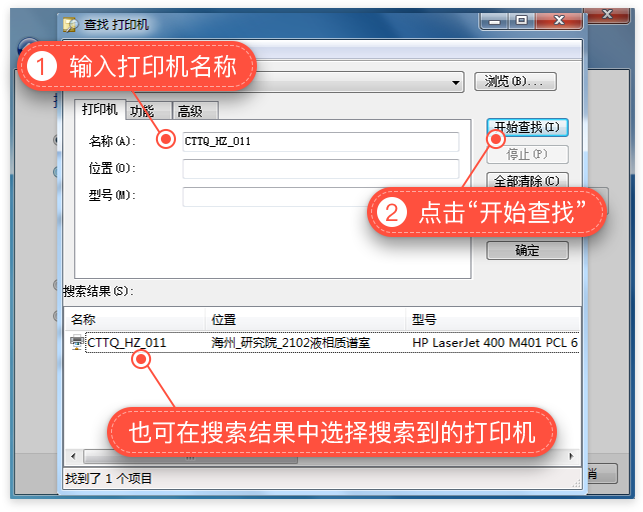 查找 打印机
1 输入打印机名称
浏览(B)...
打印机 功能 高级
名称(A): CTTQ_HZ_011
开始查找(I)
位置(O):
停止(P)
型号(M):
全部清除(C)
2 点击“开始查找”
确定
搜索结果(S):
名称 位置 型号
CTTQ_HZ_011 海州_研究院_2102液相质谱室 HP LaserJet 400 M401 PCL 6
也可在搜索结果中选择搜索到的打印机
找到了 1 个项目
消